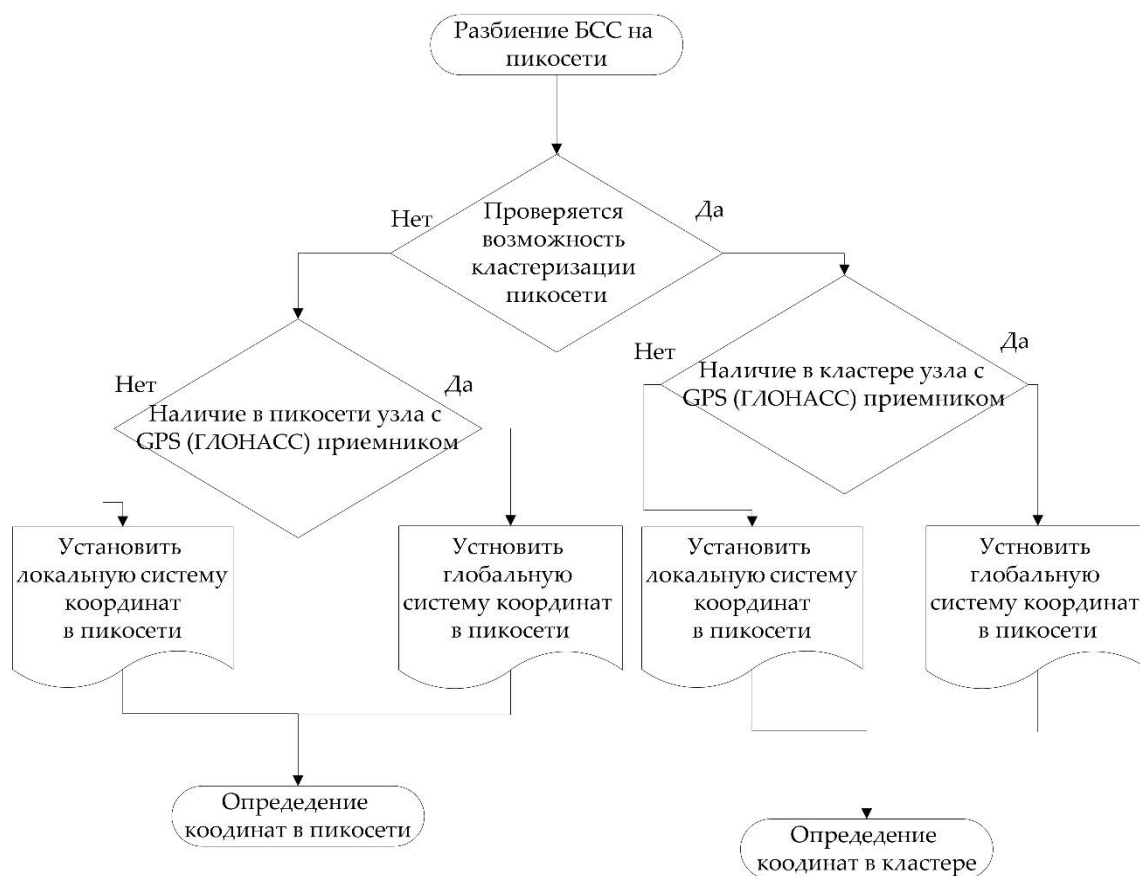 Разбиение БСС на
пикосети
Нет
Да
Проверяется
возможность
кластеризации
пикосети
Нет
Да
Наличие в пикосети узла с
GPS (ГЛОНАСС) приемником
Нет
Да
Наличие в кластере узла с
GPS (ГЛОНАСС) приемником
Установить
локальную систему
координат
в пикосети
Устновить
глобальную
систему координат
в пикосети
Установить
локальную систему
координат
в пикосети
Устновить
глобальную
систему координат
в пикосети
Опредедение
коодинат в пикосети
Опредедение
коодинат в кластере